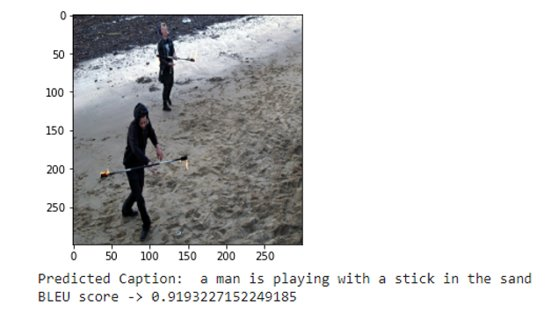 0
50
100
150
200
250
0 50 100 150 200 250
Predicted Caption:  a man is playing with a stick in the sand
BLEU score -> 0.9193227152249185